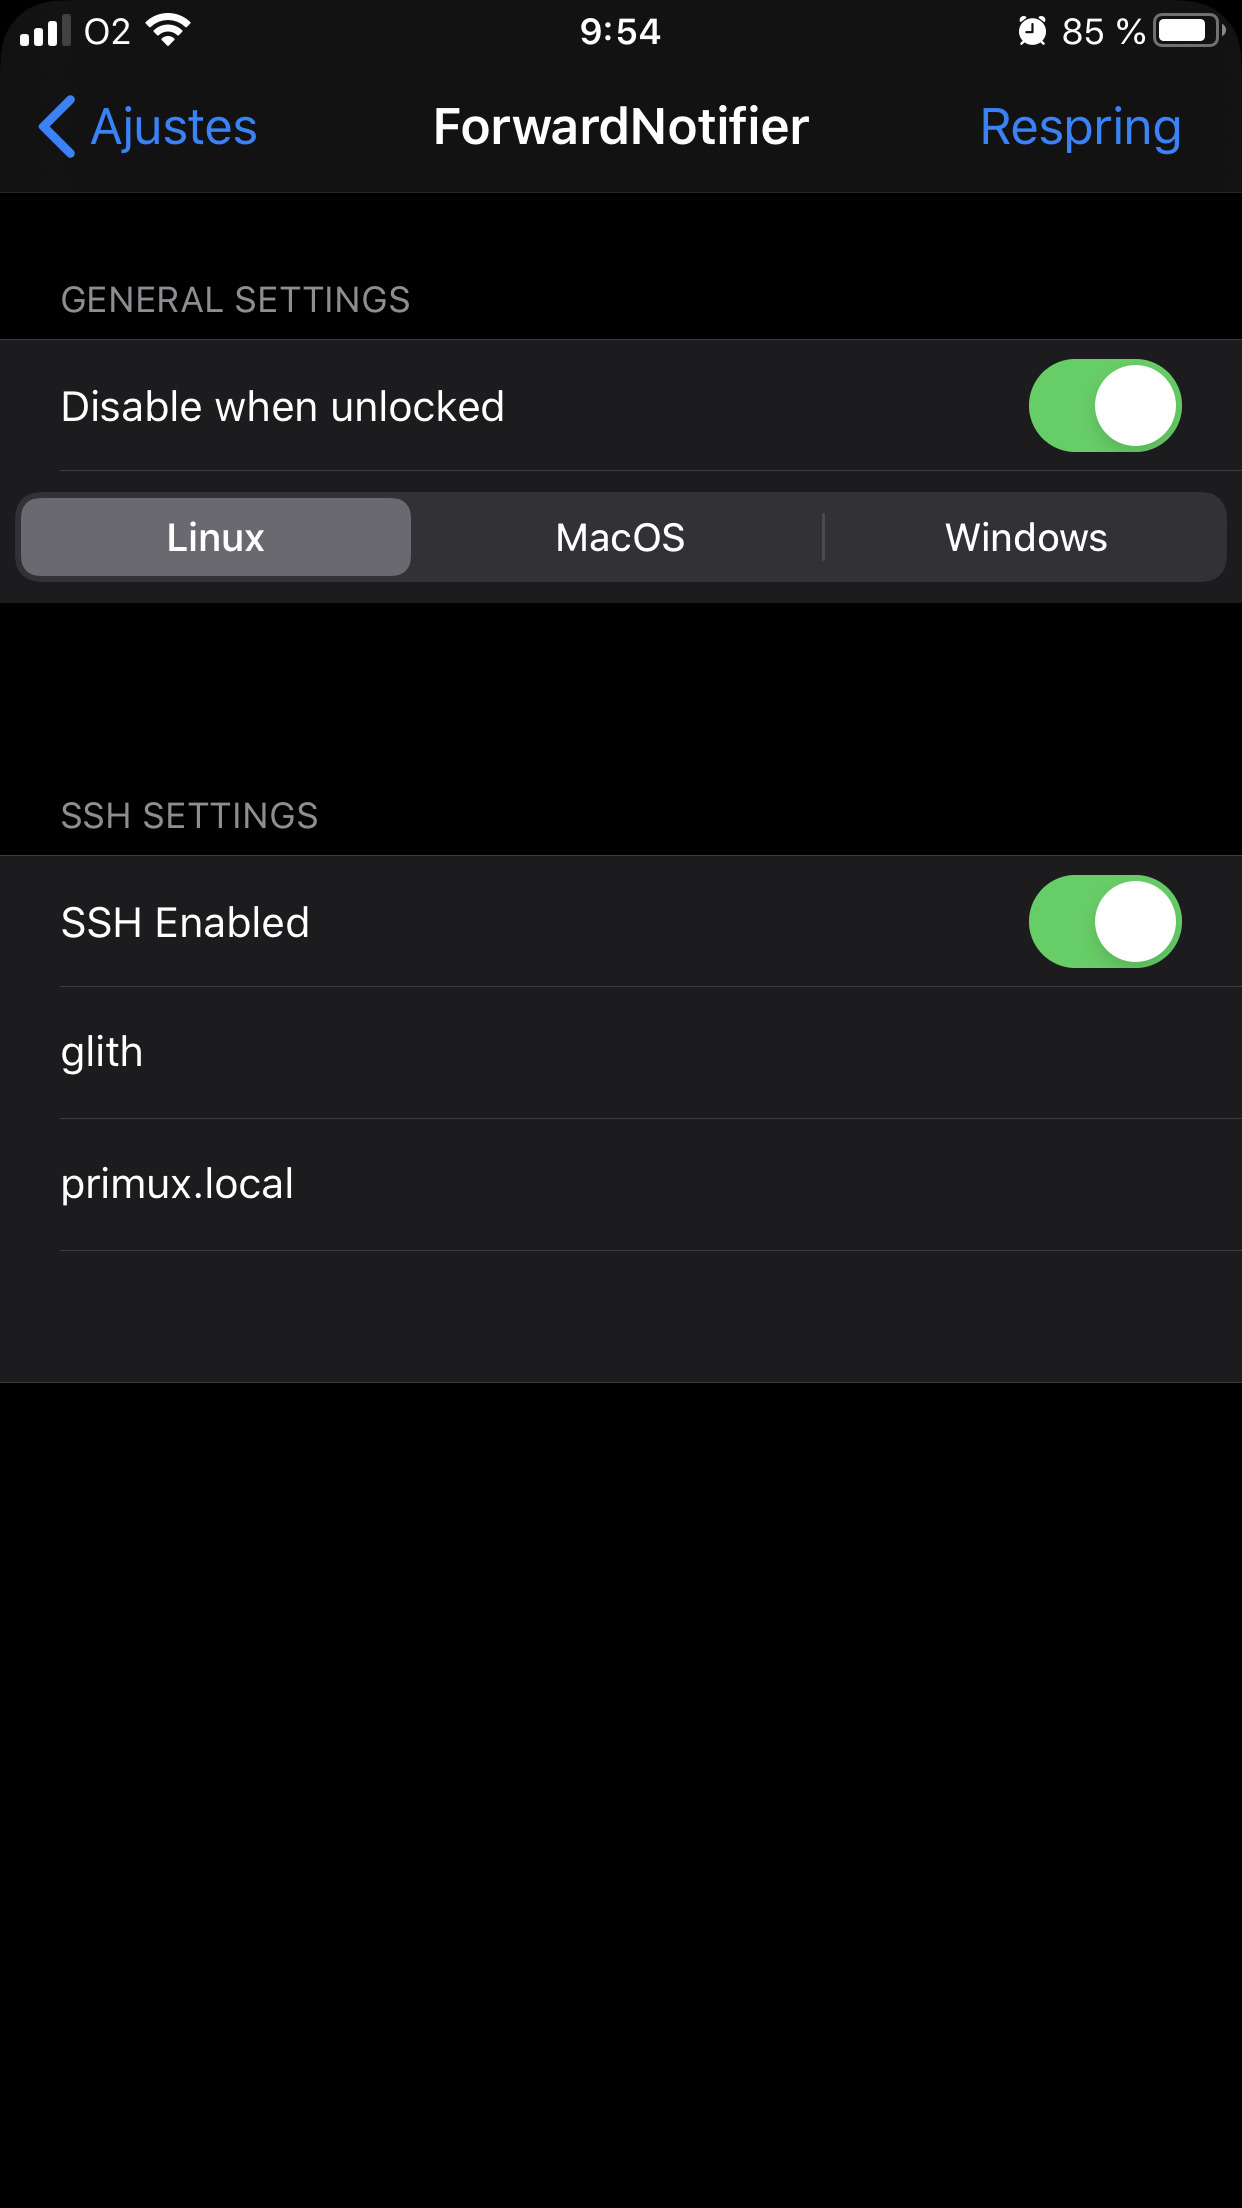 O2 9:54 85 %
Ajustes ForwardNotifier Respring
GENERAL SETTINGS
Disable when unlocked
Linux MacOS Windows
SSH SETTINGS
SSH Enabled
glith
primux.local